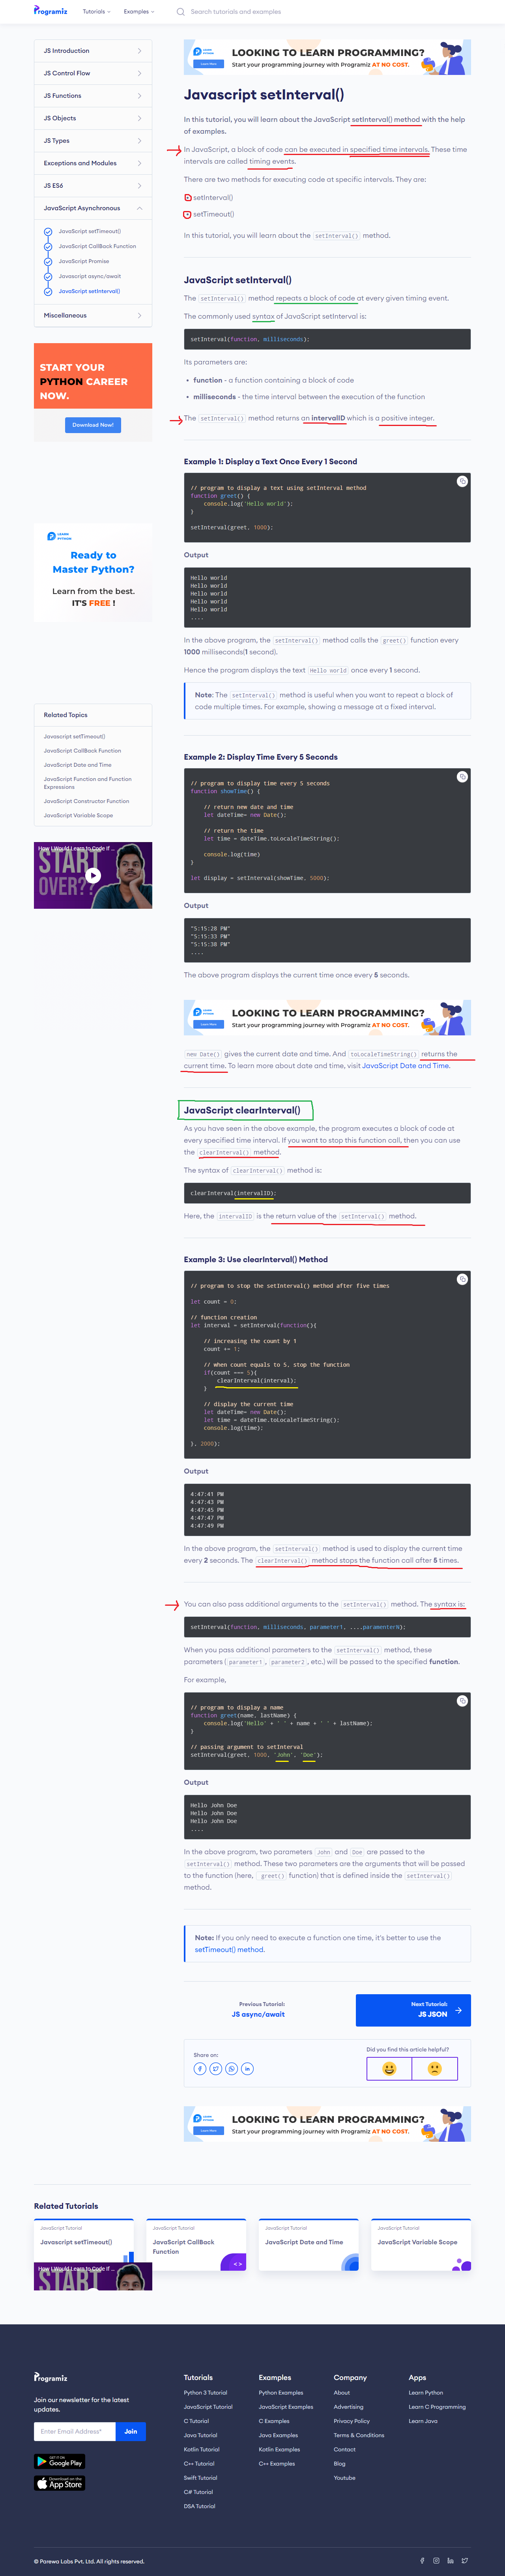 Programiz
Tutorials
Examples
Search tutorials and examples
JS Introduction
JS Control Flow
JS Functions
JS Objects
JS Types
Exceptions and Modules
JS ES6
JavaScript Asynchronous
JavaScript setTimeout()
JavaScript CallBack Function
JavaScript Promise
Javascript async/await
JavaScript setInterval()
Miscellaneous
START YOUR
PYTHON CAREER
NOW.
Download Now!
LEARN
PYTHON
Ready to
Master Python?
Learn from the best.
IT'S FREE !
Related Topics
Javascript setTimeout()
JavaScript CallBack Function
JavaScript Date and Time
JavaScript Function and Function
Expressions
JavaScript Constructor Function
JavaScript Variable Scope
How I Would Learn to Code If ...
START
OVER??
LEARN
PYTHON
Learn More
LOOKING TO LEARN PROGRAMMING?
Start your programming journey with Programiz AT NO COST.
Javascript setInterval()
In this tutorial, you will learn about the JavaScript setInterval() method with the help
of examples.
In JavaScript, a block of code can be executed in specified time intervals. These time
intervals are called timing events.
There are two methods for executing code at specific intervals. They are:
setInterval()
setTimeout()
In this tutorial, you will learn about the setInterval() method.
JavaScript setInterval()
The setInterval() method repeats a block of code at every given timing event.
The commonly used syntax of JavaScript setInterval is:
setInterval(function, milliseconds);
Its parameters are:
• function - a function containing a block of code
• milliseconds - the time interval between the execution of the function
The setInterval() method returns an intervalID which is a positive integer.
Example 1: Display a Text Once Every 1 Second
// program to display a text using setInterval method
function greet() {
console.log('Hello world');
}
setInterval(greet, 1000);
Output
Hello world
Hello world
Hello world
Hello world
Hello world
....
In the above program, the setInterval() method calls the greet() function every
1000 milliseconds(1 second).
Hence the program displays the text Hello world once every 1 second.
Note: The setInterval() method is useful when you want to repeat a block of
code multiple times. For example, showing a message at a fixed interval.
Example 2: Display Time Every 5 Seconds
// program to display time every 5 seconds
function showTime() {
// return new date and time
let dateTime= new Date();
// return the time
let time = dateTime.toLocaleTimeString();
console.log(time)
}
let display = setInterval(showTime, 5000);
Output
"5:15:28 PM"
"5:15:33 PM"
"5:15:38 PM"
....
The above program displays the current time once every 5 seconds.
LEARN
PYTHON
Learn More
LOOKING TO LEARN PROGRAMMING?
Start your programming journey with Programiz AT NO COST.
new Date() gives the current date and time. And toLocaleTimeString() returns the
current time. To learn more about date and time, visit JavaScript Date and Time.
JavaScript clearInterval()
As you have seen in the above example, the program executes a block of code at
every specified time interval. If you want to stop this function call, then you can use
the clearInterval() method.
The syntax of clearInterval() method is:
clearInterval(intervalID);
Here, the intervalID is the return value of the setInterval() method.
Example 3: Use clearInterval() Method
// program to stop the setInterval() method after five times
let count = 0;
// function creation
let interval = setInterval(function(){
// increasing the count by 1
count += 1;
// when count equals to 5, stop the function
if(count === 5){
clearInterval(interval);
}
// display the current time
let dateTime= new Date();
let time = dateTime.toLocaleTimeString();
console.log(time);
}, 2000);
Output
4:47:41 PM
4:47:43 PM
4:47:45 PM
4:47:47 PM
4:47:49 PM
In the above program, the setInterval() method is used to display the current time
every 2 seconds. The clearInterval() method stops the function call after 5 times.
You can also pass additional arguments to the setInterval() method. The syntax is:
setInterval(function, milliseconds, parameter1, ....paramenterN);
When you pass additional parameters to the setInterval() method, these
parameters ( parameter1 , parameter2 , etc.) will be passed to the specified function.
For example,
// program to display a name
function greet(name, lastName) {
console.log('Hello' + ' ' + name + ' ' + lastName);
}
// passing argument to setInterval
setInterval(greet, 1000, 'John', 'Doe');
Output
Hello John Doe
Hello John Doe
Hello John Doe
....
In the above program, two parameters John and Doe are passed to the
setInterval() method. These two parameters are the arguments that will be passed
to the function (here, greet() function) that is defined inside the setInterval()
method.
Note: If you only need to execute a function one time, it's better to use the
setTimeout() method.
Previous Tutorial:
JS async/await
Next Tutorial:
JS JSON
Share on:
Did you find this article helpful?
LEARN
PYTHON
Learn More
LOOKING TO LEARN PROGRAMMING?
Start your programming journey with Programiz AT NO COST.
Related Tutorials
JavaScript Tutorial
Javascript setTimeout()
JavaScript Tutorial
JavaScript CallBack
Function
JavaScript Tutorial
JavaScript Date and Time
JavaScript Tutorial
JavaScript Variable Scope
How I Would Learn to Code If ...
START
Programiz
Join our newsletter for the latest
updates.
Enter Email Address*
Join
GET IT ON
Google Play
Download on the
App Store
Tutorials
Python 3 Tutorial
JavaScript Tutorial
C Tutorial
Java Tutorial
Kotlin Tutorial
C++ Tutorial
Swift Tutorial
C# Tutorial
DSA Tutorial
Examples
Python Examples
JavaScript Examples
C Examples
Java Examples
Kotlin Examples
C++ Examples
Company
About
Advertising
Privacy Policy
Terms & Conditions
Contact
Blog
Youtube
Apps
Learn Python
Learn C Programming
Learn Java
© Parewa Labs Pvt. Ltd. All rights reserved.